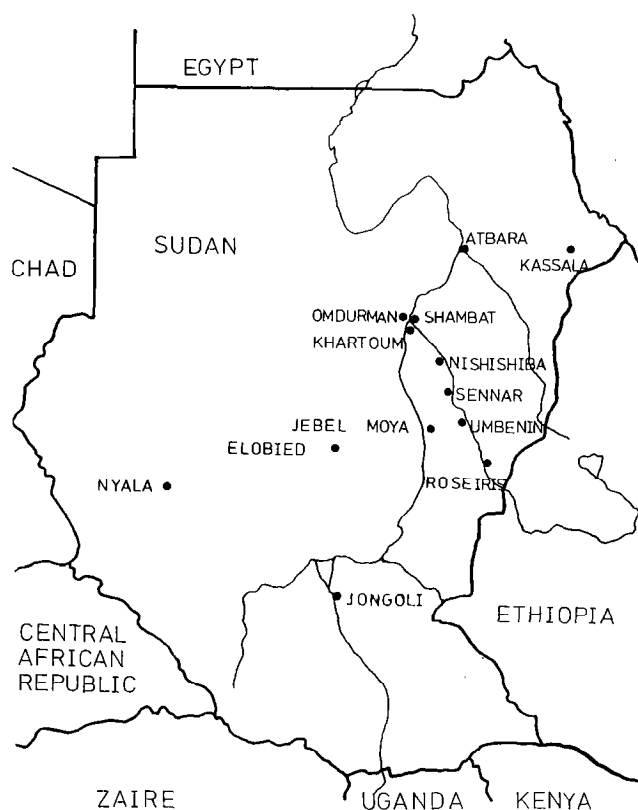 EGYPT
SUDAN
CHAD
ATBARA
KASSALA
OMDURMAN
SHAMBAT
KHARTOUM
NISHISHIBA
SENNAR
JEBEL
MOYA
UMBENIN
ELOBIED
ROSEIRIS
NYALA
JONGOLI
ETHIOPIA
CENTRAL
AFRICAN
REPUBLIC
ZAIRE
UGANDA
KENYA